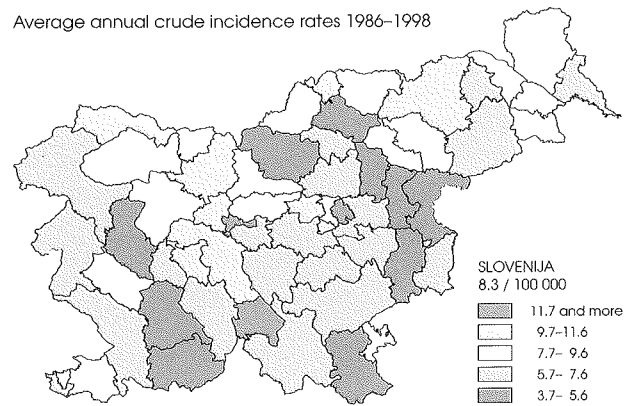 Average annual crude incidence rates 1986–1998
SLOVENIJA
8.3 / 100 000
11.7 and more
9.7–11.6
7.7– 9.6
5.7– 7.6
3.7– 5.6